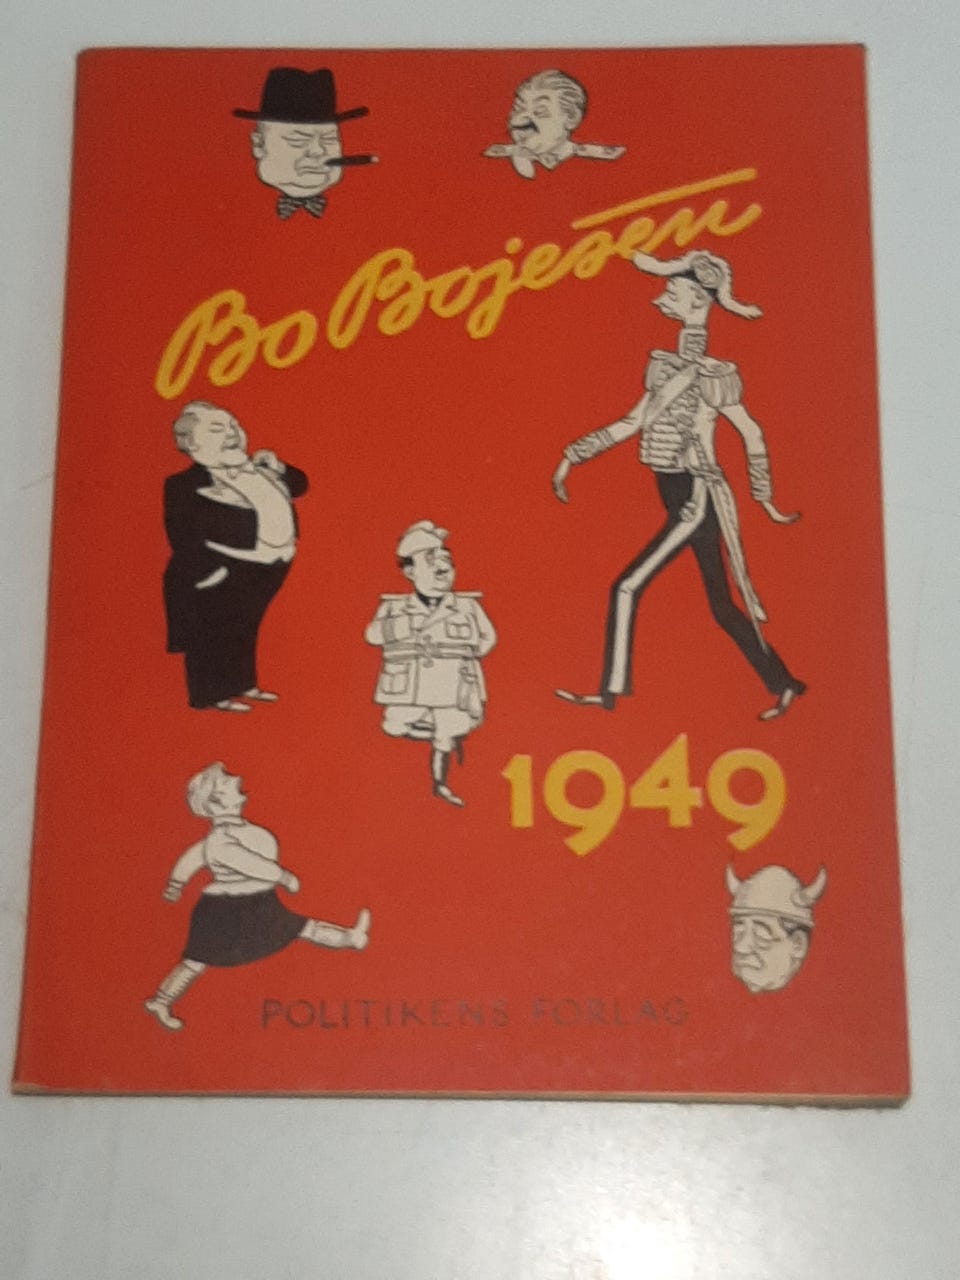 Bo Bojesen
1949
POLITIKENS FORLAG